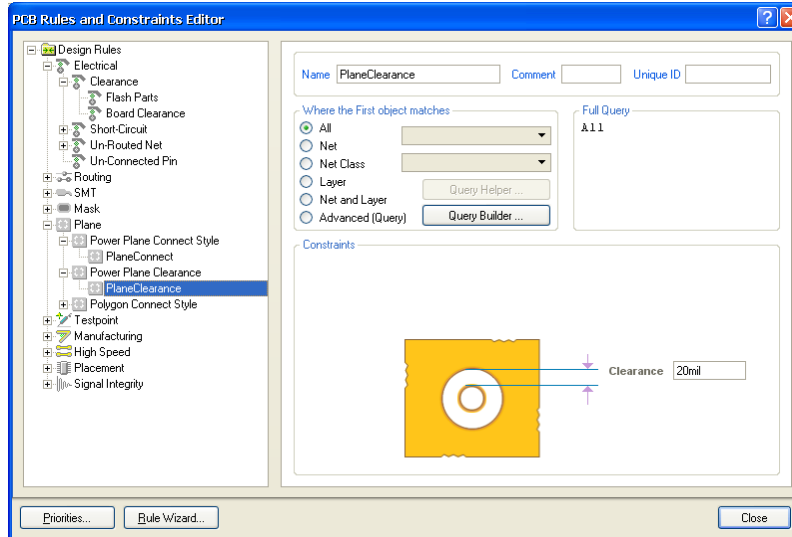 PCB Rules and Constraints Editor
Design Rules
Electrical
Clearance
Flash Parts
Board Clearance
Short-Circuit
Un-Routed Net
Un-Connected Pin
Routing
SMT
Mask
Plane
Power Plane Connect Style
PlaneConnect
Power Plane Clearance
PlaneClearance
Polygon Connect Style
Testpoint
Manufacturing
High Speed
Placement
Signal Integrity
Name PlaneClearance Comment Unique ID
Where the First object matches
All
Net
Net Class
Layer
Net and Layer
Advanced (Query)
Query Helper ...
Query Builder ...
Full Query
All
Constraints
Clearance 20mil
Priorities... Rule Wizard... Close